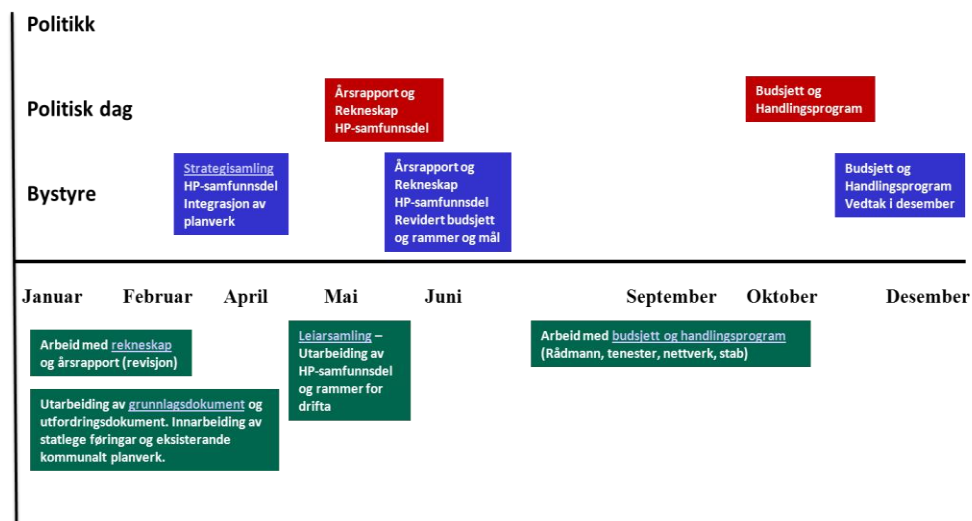 Politikk
Politisk dag
Årsrapport og
Rekneskap
HP-samfunnsdel
Budsjett og
Handlingsprogram
Bystyre
Strategisamling
HP-samfunnsdel
Integrasjon av
planverk
Årsrapport og
Rekneskap
HP-samfunnsdel
Revidert budsjett
og rammer og mål
Budsjett og
Handlingsprogram
Vedtak i desember
Januar Februar April Mai Juni September Oktober Desember
Arbeid med rekneskap
og årsrapport (revisjon)
Utarbeiding av grunnlagsdokument og
utfordringsdokument. Innarbeiding av
statlege føringar og eksisterande
kommunalt planverk.
Leiarsamling –
Utarbeiding av
HP-samfunnsdel
og rammer for
drifta
Arbeid med budsjett og handlingsprogram
(Rådmann, tenester, nettverk, stab)